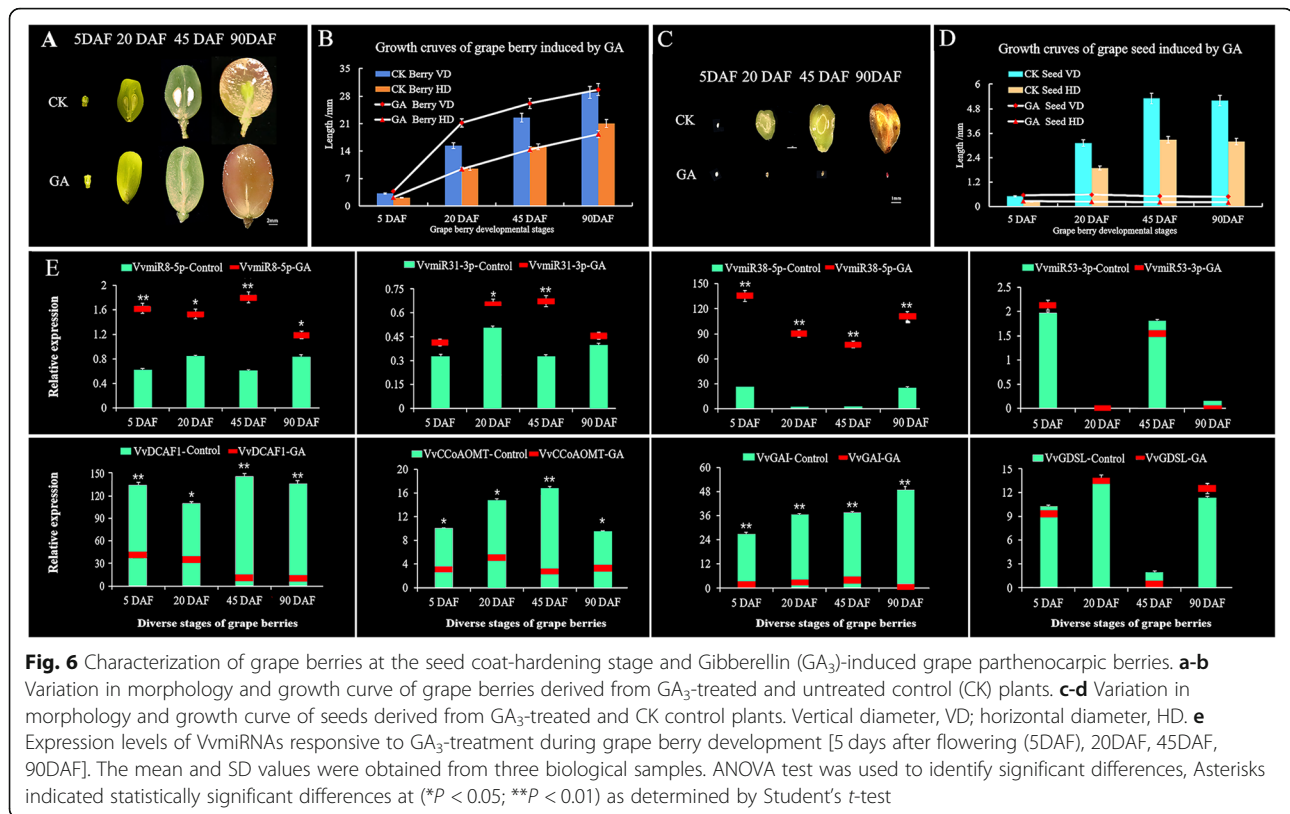 A
5DAF 20 DAF 45 DAF 90DAF
CK
GA
2mm
B
Growth cruves of grape berry induced by GA
CK Berry VD
CK Berry HD
GA Berry VD
GA Berry HD
Length /mm
35
28
21
14
7
0
5 DAF 20 DAF 45 DAF 90DAF
Grape berry developmental stages
C
5DAF 20 DAF 45 DAF 90DAF
CK
GA
1mm
D
Growth cruves of grape seed induced by GA
CK Seed VD
CK Seed HD
GA Seed VD
GA Seed HD
Length /mm
6
4.8
3.6
2.4
1.2
0
5 DAF 20 DAF 45 DAF 90DAF
Grape berry developmental stages
E
VvmiR8-5p-Control VvmiR8-5p-GA
Relative expression
2
1.6
1.2
0.8
0.4
0
** * ** *
5 DAF 20 DAF 45 DAF 90 DAF
VvmiR31-3p-Control VvmiR31-3p-GA
0.75
0.6
0.45
0.3
0.15
0
* **
5 DAF 20 DAF 45 DAF 90 DAF
VvmiR38-5p-Control VvmiR38-5p-GA
150
120
90
60
30
0
** ** ** **
5 DAF 20 DAF 45 DAF 90 DAF
VvmiR53-3p-Control VvmiR53-3p-GA
2.5
2
1.5
1
0.5
0
5 DAF 20 DAF 45 DAF 90 DAF
VvDCAF1-Control VvDCAF1-GA
Relative expression
150
120
90
60
30
0
** * ** **
5 DAF 20 DAF 45 DAF 90 DAF
Diverse stages of grape berries
VvCCoAOMT-Control VvCCoAOMT-GA
20
16
12
8
4
0
* * ** *
5 DAF 20 DAF 45 DAF 90 DAF
Diverse stages of grape berries
VvGAI-Control VvGAI-GA
60
48
36
24
12
0
** ** ** **
5 DAF 20 DAF 45 DAF 90 DAF
Diverse stages of grape berries
VvGDSL-Control VvGDSL-GA
15
12
9
6
3
0
5 DAF 20 DAF 45 DAF 90 DAF
Diverse stages of grape berries
Fig. 6 Characterization of grape berries at the seed coat-hardening stage and Gibberellin (GA₃)-induced grape parthenocarpic berries. a-b
Variation in morphology and growth curve of grape berries derived from GA₃-treated and untreated control (CK) plants. c-d Variation in
morphology and growth curve of seeds derived from GA₃-treated and CK control plants. Vertical diameter, VD; horizontal diameter, HD. e
Expression levels of VvmiRNAs responsive to GA₃-treatment during grape berry development [5 days after flowering (5DAF), 20DAF, 45DAF,
90DAF]. The mean and SD values were obtained from three biological samples. ANOVA test was used to identify significant differences, Asterisks
indicated statistically significant differences at (*P < 0.05; **P < 0.01) as determined by Student's t-test